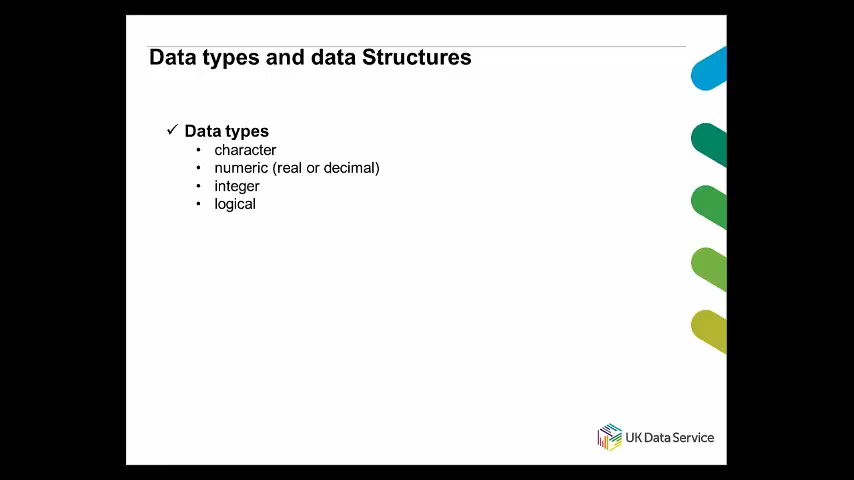 Data types and data Structures
✓ Data types
• character
• numeric (real or decimal)
• integer
• logical
UK Data Service